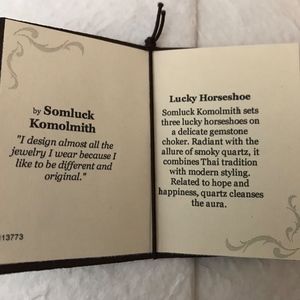 by Somluck
Komolmith
"I design almost all the
jewelry I wear because I
like to be different and
original."
113773
Lucky Horseshoe
Somluck Komolmith sets
three lucky horseshoes on
a delicate gemstone
choker. Radiant with the
allure of smoky quartz, it
combines Thai tradition
with modern styling.
Related to hope and
happiness, quartz cleanses
the aura.